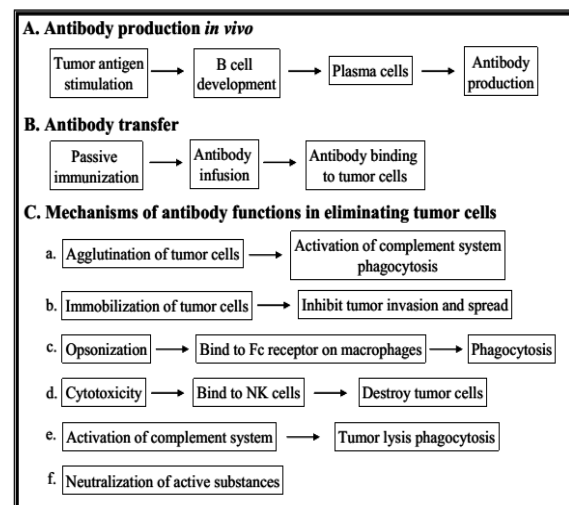 A. Antibody production in vivo
Tumor antigen B cell Plasma cells Antibody
stimulation development production
B. Antibody transfer
Passive Antibody Antibody binding
immunization infusion to tumor cells
C. Mechanisms of antibody functions in eliminating tumor cells
a. Agglutination of tumor cells Activation of complement system
phagocytosis
b. Immobilization of tumor cells Inhibit tumor invasion and spread
c. Opsonization Bind to Fc receptor on macrophages Phagocytosis
d. Cytotoxicity Bind to NK cells Destroy tumor cells
e. Activation of complement system Tumor lysis phagocytosis
f. Neutralization of active substances